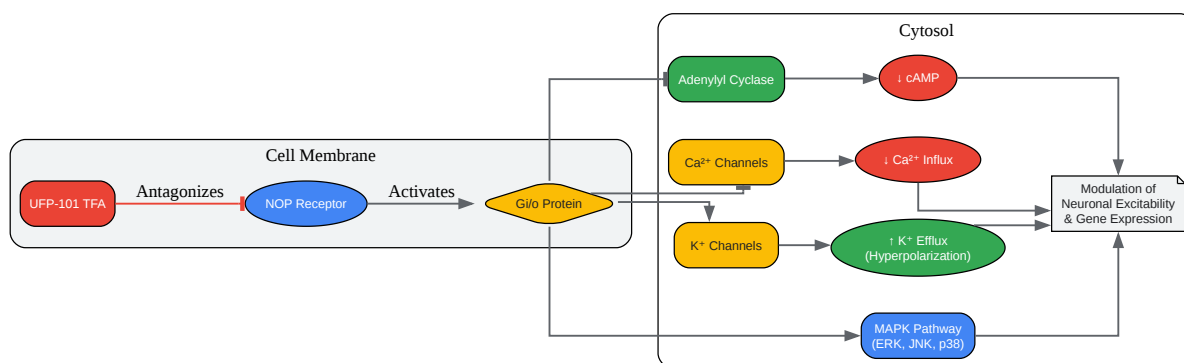 Cytosol
Adenylyl Cyclase
↓ cAMP
Cell Membrane
Ca²⁺ Channels
↓ Ca²⁺ Influx
UFP-101 TFA
Antagonizes
NOP Receptor
Activates
Gi/o Protein
Modulation of
Neuronal Excitability
& Gene Expression
K⁺ Channels
↑ K⁺ Efflux
(Hyperpolarization)
MAPK Pathway
(ERK, JNK, p38)